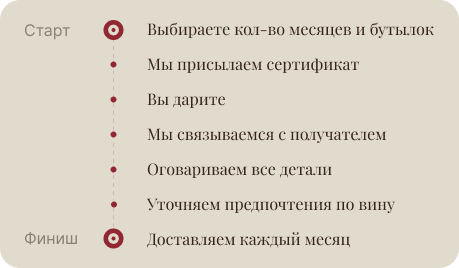 Старт Выбираете кол-во месяцев и бутылок
Мы присылаем сертификат
Вы дарите
Мы связываемся с получателем
Оговариваем все детали
Уточняем предпочтения по вину
Финиш Доставляем каждый месяц